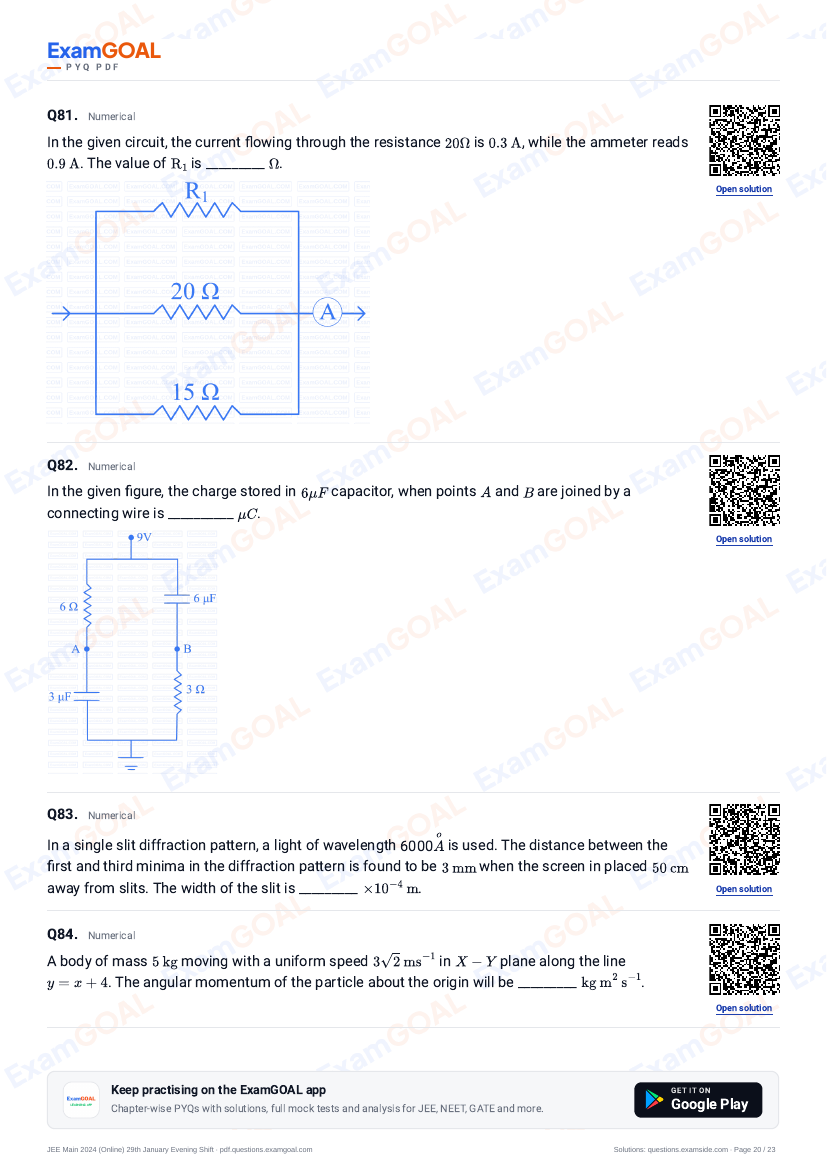 ExamGOAL
PYQ PDF
Q81. Numerical
In the given circuit, the current flowing through the resistance 20Ω is 0.3 A, while the ammeter reads
0.9 A. The value of R₁ is ________ Ω.
Open solution
R₁
20 Ω
A
15 Ω
Q82. Numerical
In the given figure, the charge stored in 6μF capacitor, when points A and B are joined by a
connecting wire is _________ μC.
Open solution
9V
6 Ω
6 μF
A
B
3 μF
3 Ω
Q83. Numerical
In a single slit diffraction pattern, a light of wavelength 6000Å is used. The distance between the
first and third minima in the diffraction pattern is found to be 3 mm when the screen in placed 50 cm
away from slits. The width of the slit is ________ ×10⁻⁴ m.
Open solution
Q84. Numerical
A body of mass 5 kg moving with a uniform speed 3√2 ms⁻¹ in X − Y plane along the line
y = x + 4. The angular momentum of the particle about the origin will be ________ kg m² s⁻¹.
Open solution
ExamGOAL
Keep practising on the ExamGOAL app
Chapter-wise PYQs with solutions, full mock tests and analysis for JEE, NEET, GATE and more.
GET IT ON
Google Play
JEE Main 2024 (Online) 29th January Evening Shift · pdf.questions.examgoal.com
Solutions: questions.examside.com · Page 20 / 23